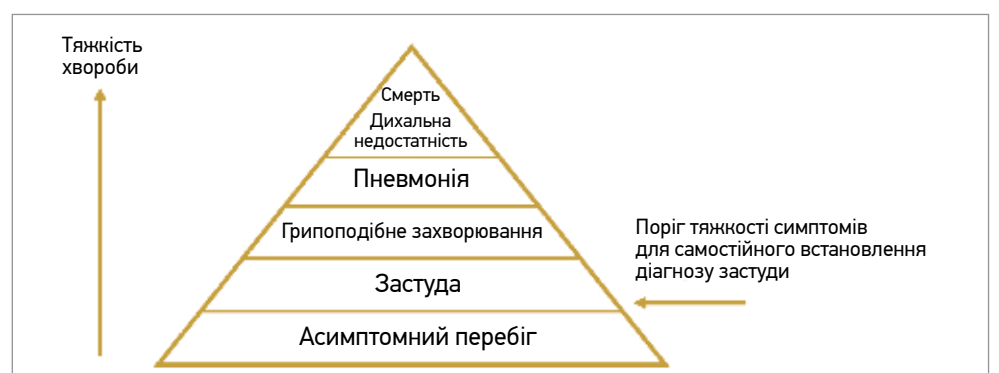 Тяжкість
хвороби
Смерть
Дихальна
недостатність
Пневмонія
Грипоподібне захворювання
Застуда
Асимптомний перебіг
Поріг тяжкості симптомів
для самостійного встановлення
діагнозу застуди